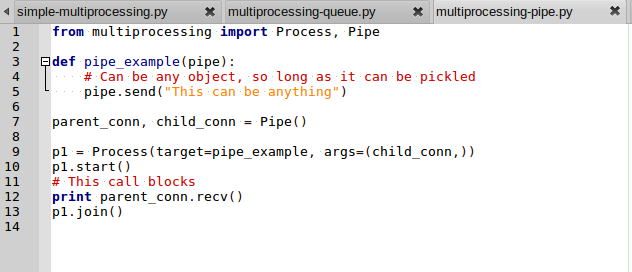 simple-multiprocessing.py multiprocessing-queue.py multiprocessing-pipe.py
1 from multiprocessing import Process, Pipe
2
3 def pipe_example(pipe):
4     # Can be any object, so long as it can be pickled
5     pipe.send("This can be anything")
6
7 parent_conn, child_conn = Pipe()
8
9 p1 = Process(target=pipe_example, args=(child_conn,))
10 p1.start()
11 # This call blocks
12 print parent_conn.recv()
13 p1.join()
14